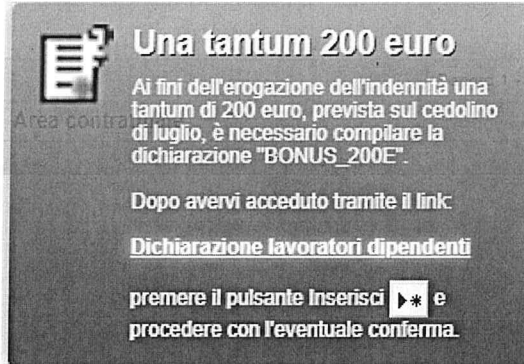 Una tantum 200 euro
Ai fini dell'erogazione dell'indennità una
tantum di 200 euro, prevista sul cedolino
di luglio, è necessario compilare la
dichiarazione "BONUS_200E".
Dopo avervi acceduto tramite il link:
Dichiarazione lavoratori dipendenti
premere il pulsante Inserisci e
procedere con l'eventuale conferma.